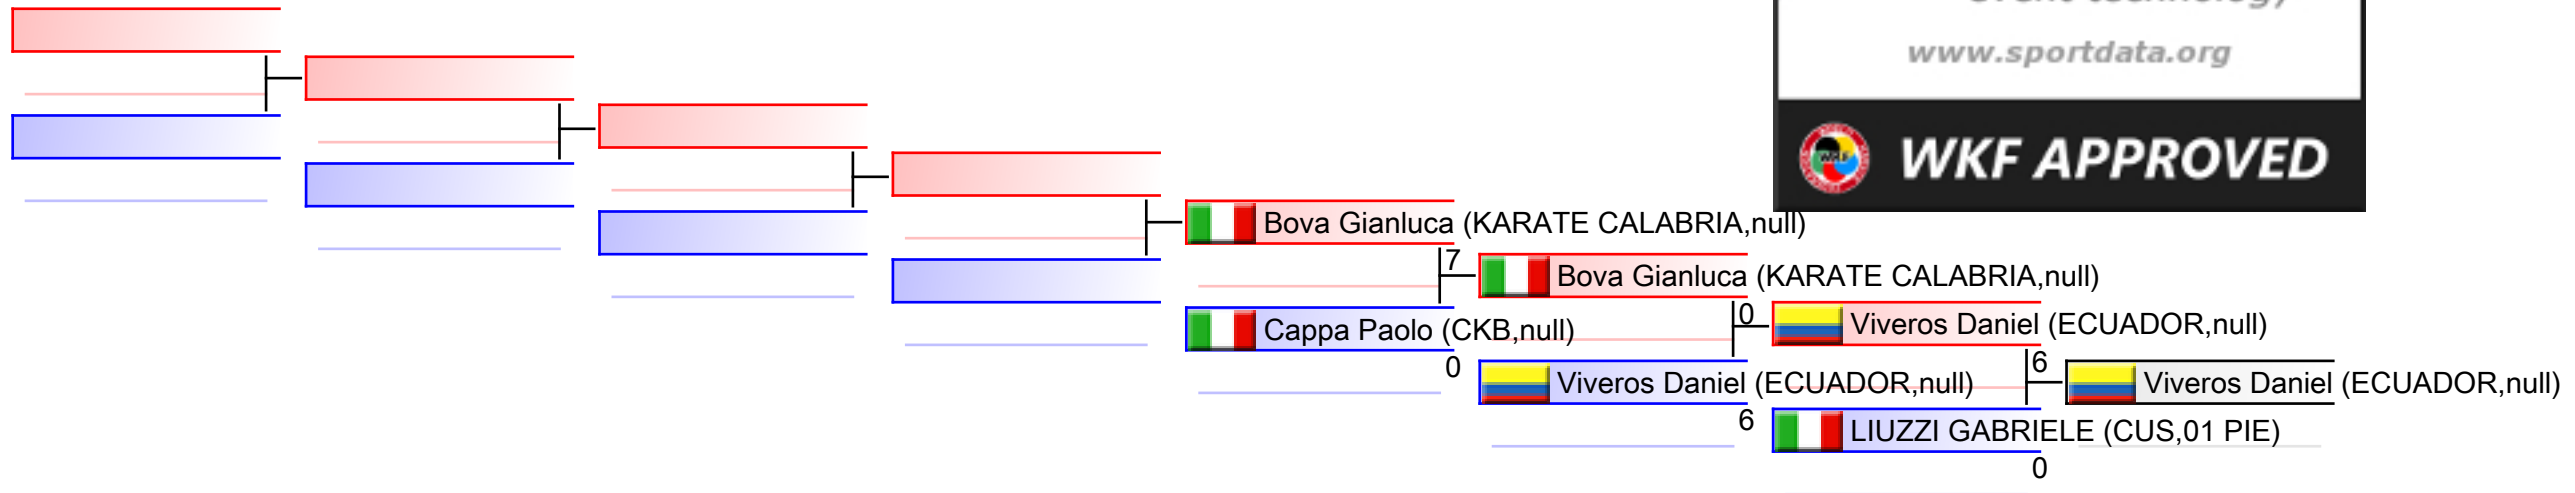 event technology
www.sportdata.org
WKF APPROVED
Bova Gianluca (KARATE CALABRIA,null)
7
Bova Gianluca (KARATE CALABRIA,null)
Cappa Paolo (CKB,null)
0
0
Viveros Daniel (ECUADOR,null)
Viveros Daniel (ECUADOR,null)
6
6
Viveros Daniel (ECUADOR,null)
LIUZZI GABRIELE (CUS,01 PIE)
0